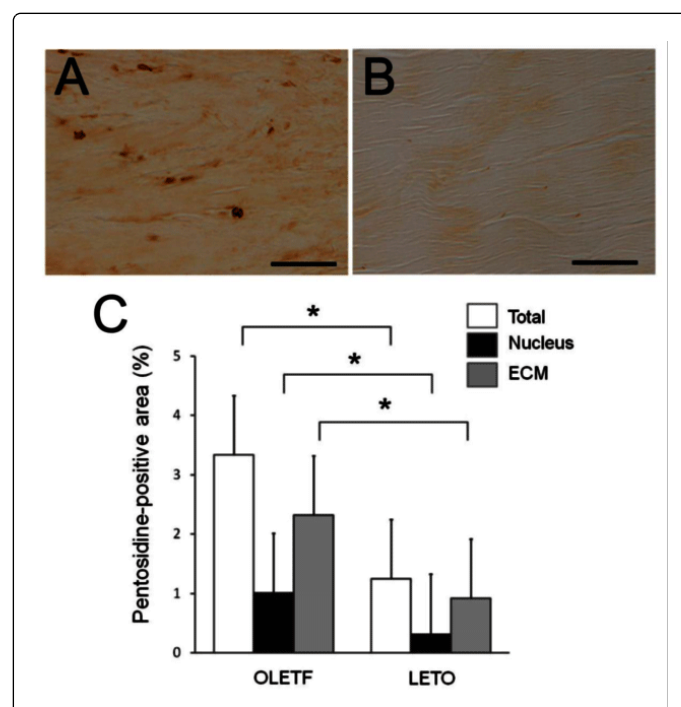 A
B
C
*
*
*
Total
Nucleus
ECM
Pentosidine-positive area (%)
5
4
3
2
1
0
OLETF
LETO